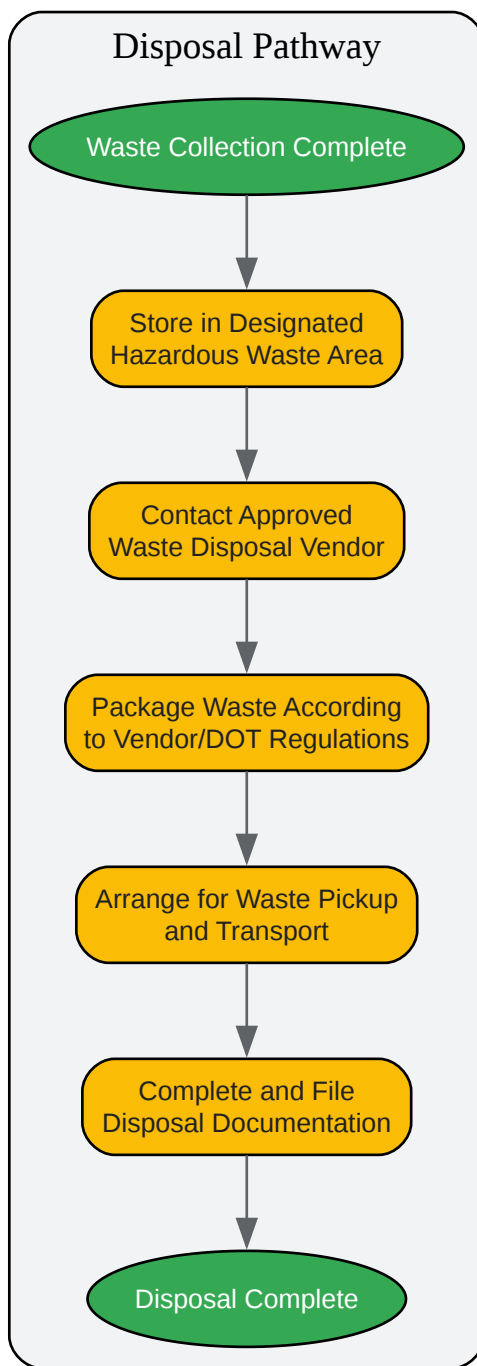 Disposal Pathway
Waste Collection Complete
Store in Designated
Hazardous Waste Area
Contact Approved
Waste Disposal Vendor
Package Waste According
to Vendor/DOT Regulations
Arrange for Waste Pickup
and Transport
Complete and File
Disposal Documentation
Disposal Complete